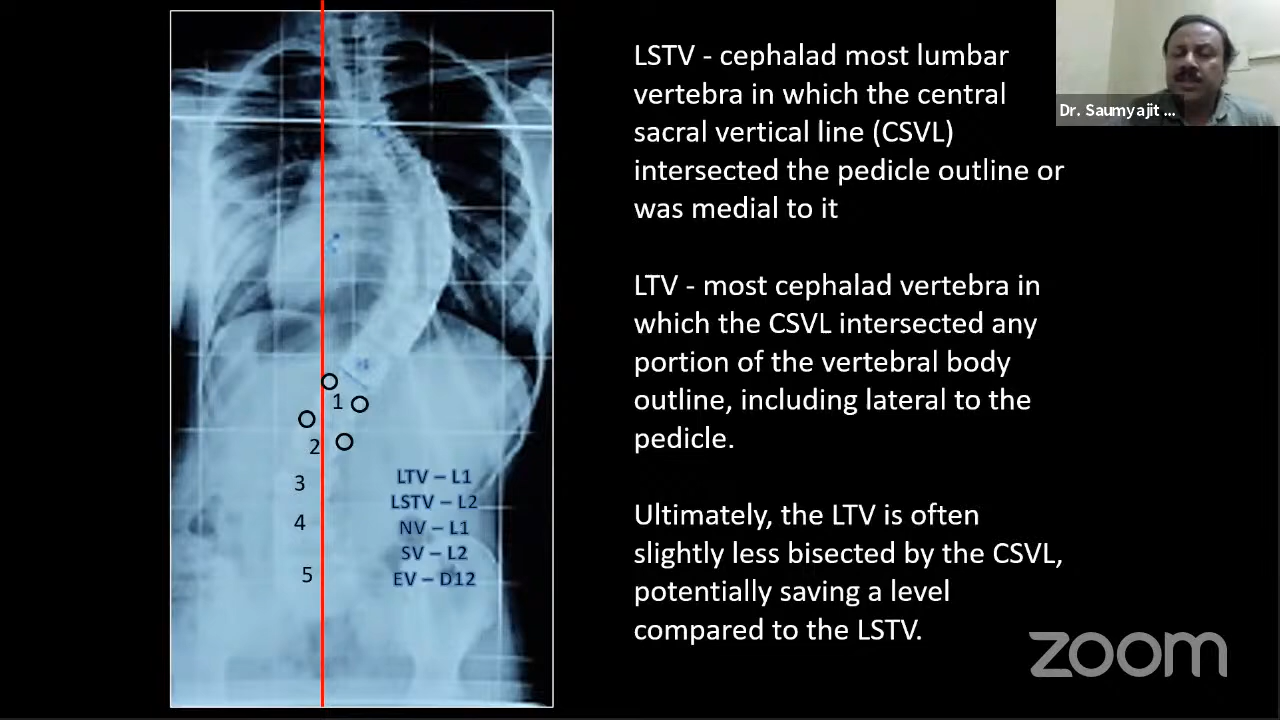 LSTV - cephalad most lumbar
vertebra in which the central
sacral vertical line (CSVL)
intersected the pedicle outline or
was medial to it
LTV - most cephalad vertebra in
which the CSVL intersected any
portion of the vertebral body
outline, including lateral to the
pedicle.
Ultimately, the LTV is often
slightly less bisected by the CSVL,
potentially saving a level
compared to the LSTV.
1
2
3
4
5
LTV – L1
LSTV – L2
NV – L1
SV – L2
EV – D12
Dr. Saumyajit ...
zoom